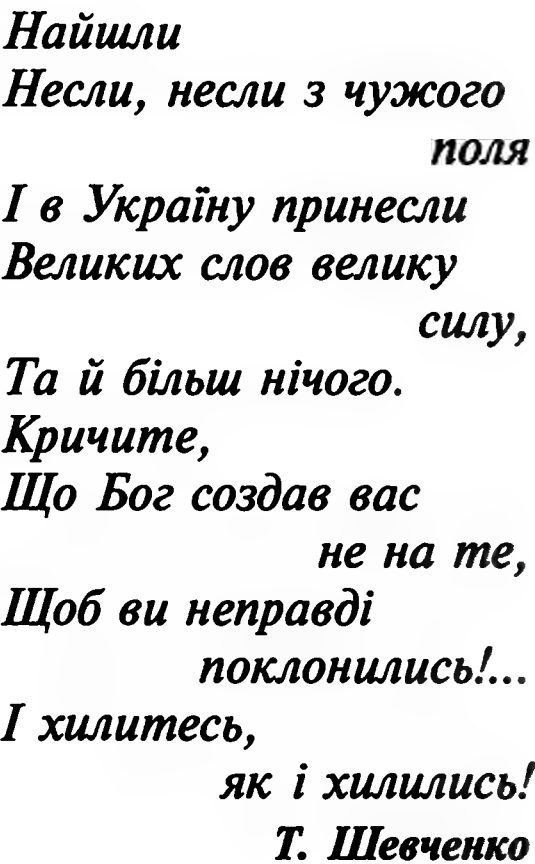 Найшли
Несли, несли з чужого
поля
І в Україну принесли
Великих слов велику
силу,
Та й більш нічого.
Кричите,
Що Бог создав вас
не на те,
Щоб ви неправді
поклонились!...
І хилитесь,
як і хилились!
Т. Шевченко